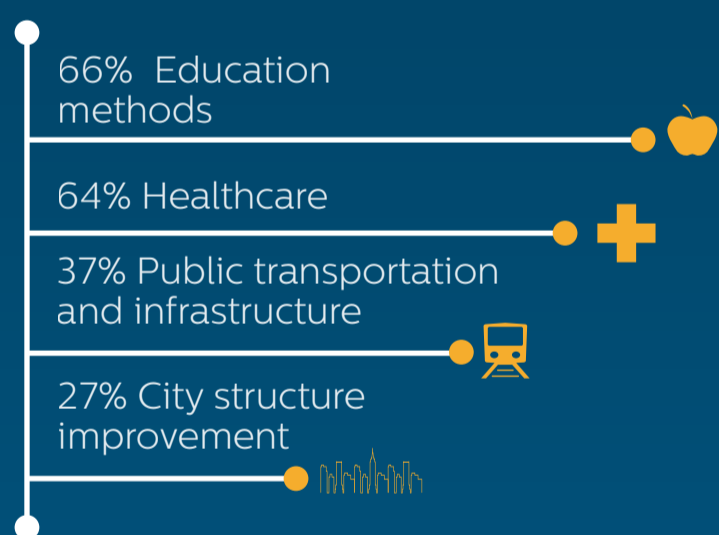 66% Education
methods
64% Healthcare
37% Public transportation
and infrastructure
27% City structure
improvement